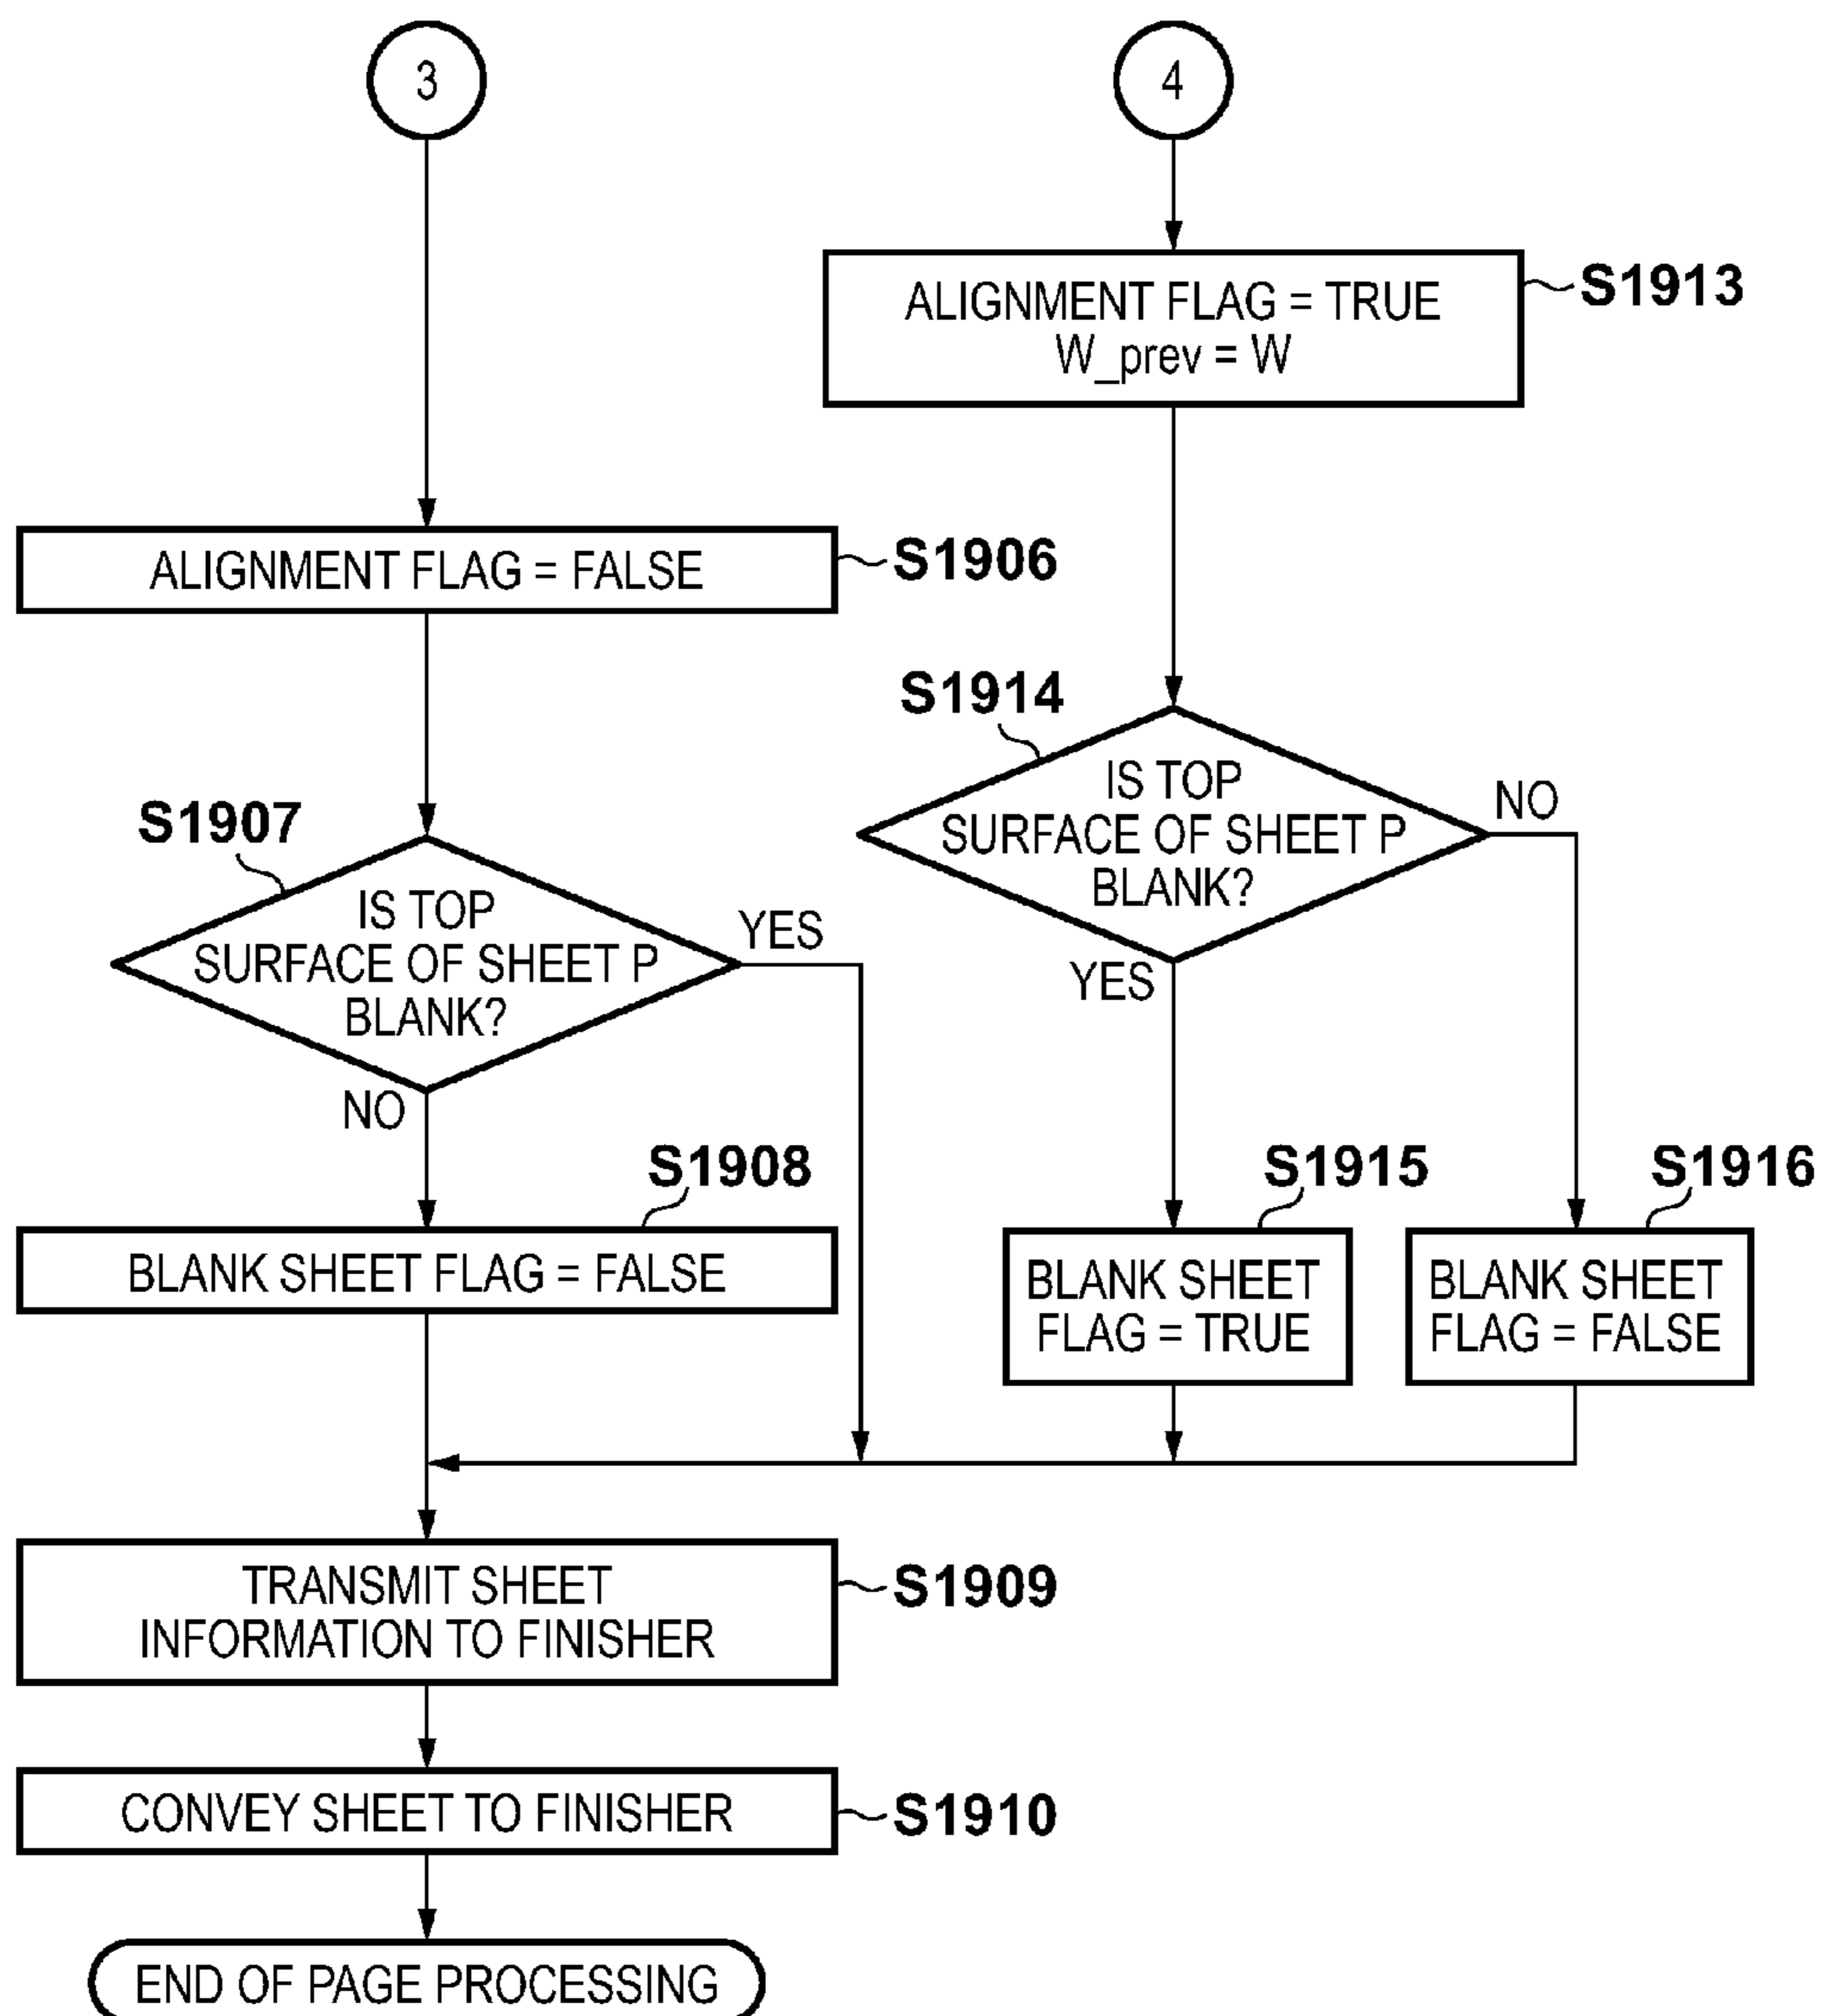 3
4
ALIGNMENT FLAG = TRUE
W_prev = W
S1913
ALIGNMENT FLAG = FALSE
S1906
S1914
IS TOP
SURFACE OF SHEET P
BLANK?
NO
YES
S1907
IS TOP
SURFACE OF SHEET P
BLANK?
YES
NO
S1908
BLANK SHEET FLAG = FALSE
S1915
BLANK SHEET
FLAG = TRUE
S1916
BLANK SHEET
FLAG = FALSE
TRANSMIT SHEET
INFORMATION TO FINISHER
S1909
CONVEY SHEET TO FINISHER
S1910
END OF PAGE PROCESSING